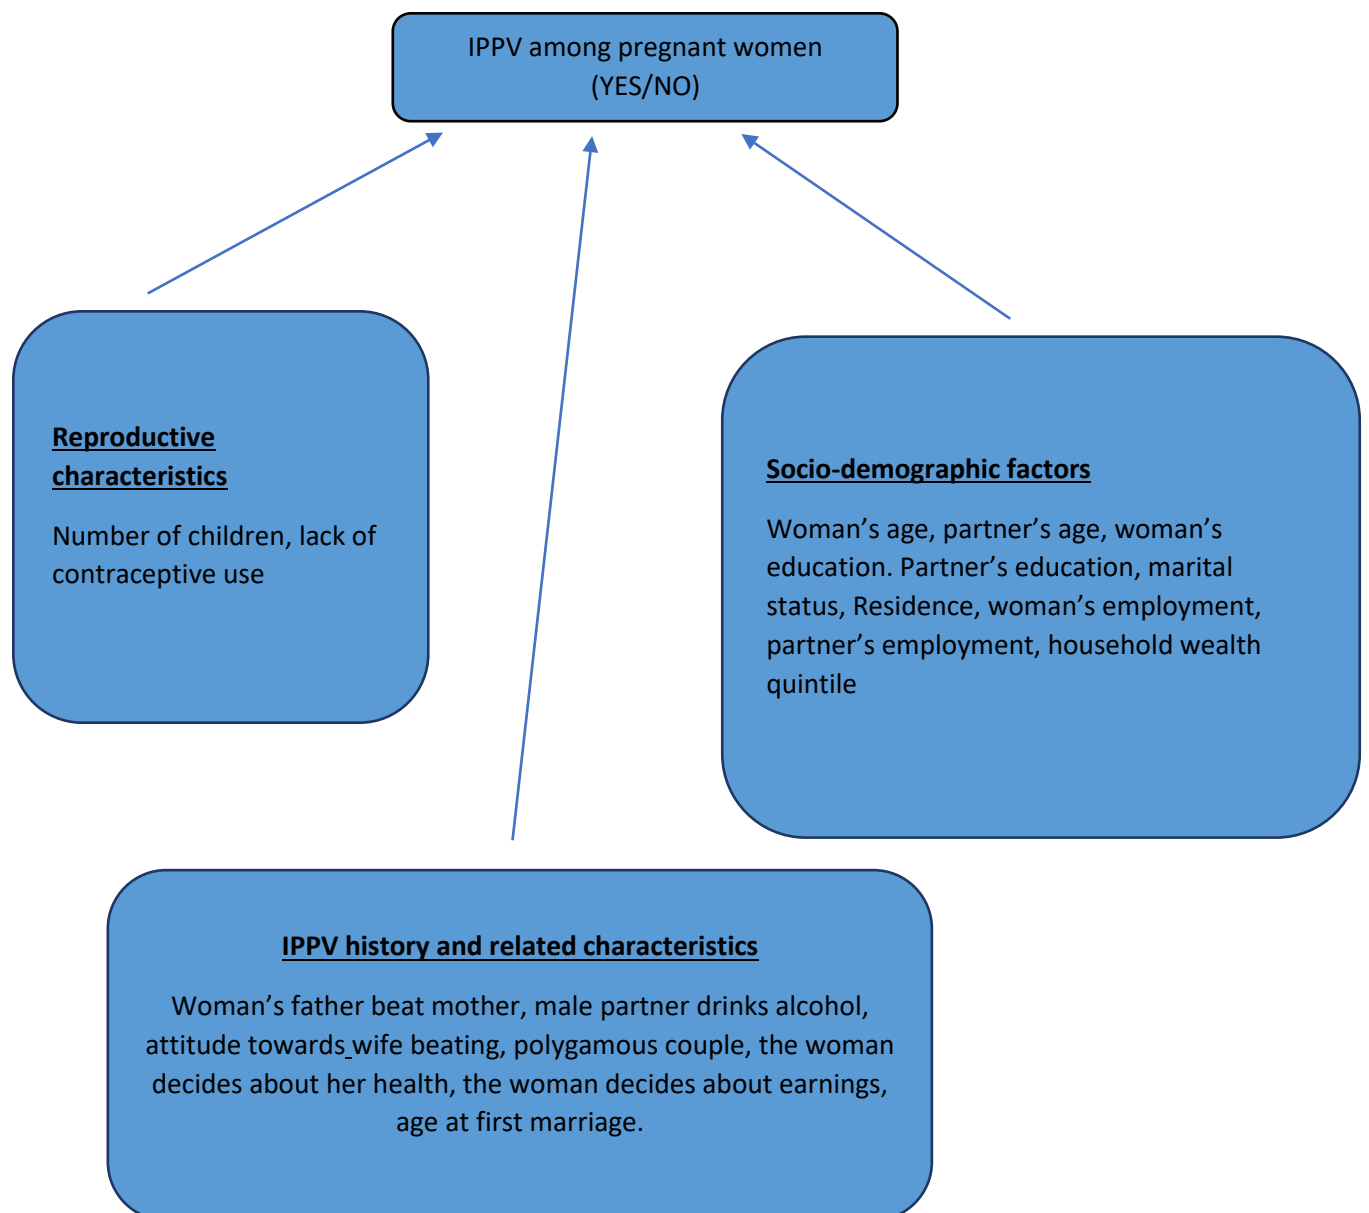 IPPV among pregnant women
(YES/NO)
Reproductive
characteristics
Number of children, lack of
contraceptive use
Socio-demographic factors
Woman’s age, partner’s age, woman’s
education. Partner’s education, marital
status, Residence, woman’s employment,
partner’s employment, household wealth
quintile
IPPV history and related characteristics
Woman’s father beat mother, male partner drinks alcohol,
attitude towards wife beating, polygamous couple, the woman
decides about her health, the woman decides about earnings,
age at first marriage.